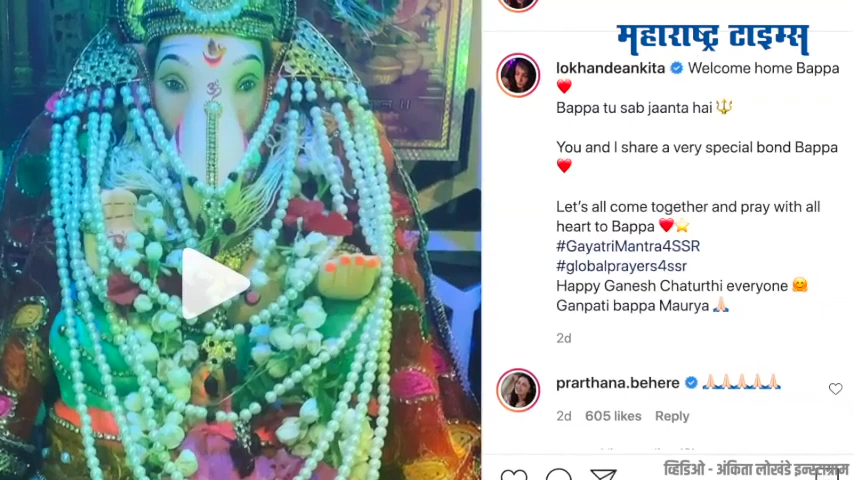 महाराष्ट्र टाइम्स
lokhandeankita Welcome home Bappa
❤️
Bappa tu sab jaanta hai 🔱
You and I share a very special bond Bappa
❤️
Let's all come together and pray with all
heart to Bappa ❤️⭐
#GayatriMantra4SSR
#globalprayers4ssr
Happy Ganesh Chaturthi everyone 🤗
Ganpati bappa Maurya 🙏🏻
2d
prarthana.behere 🙏🏻🙏🏻🙏🏻🙏🏻🙏🏻
2d 605 likes Reply
व्हिडिओ - अंकिता लोखंडे इन्स्टाग्राम